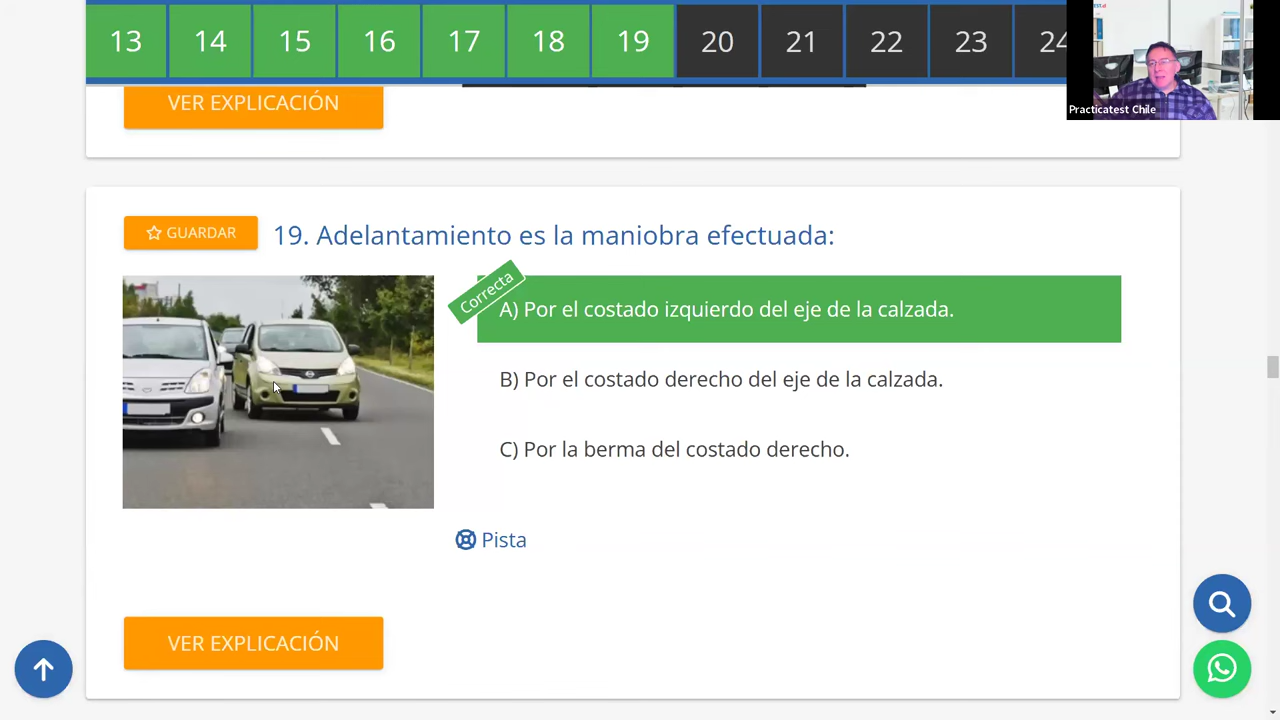 13 14 15 16 17 18 19 20 21 22 23 24
Practicatest Chile
VER EXPLICACIÓN
GUARDAR
19. Adelantamiento es la maniobra efectuada:
Correcta
A) Por el costado izquierdo del eje de la calzada.
B) Por el costado derecho del eje de la calzada.
C) Por la berma del costado derecho.
Pista
VER EXPLICACIÓN